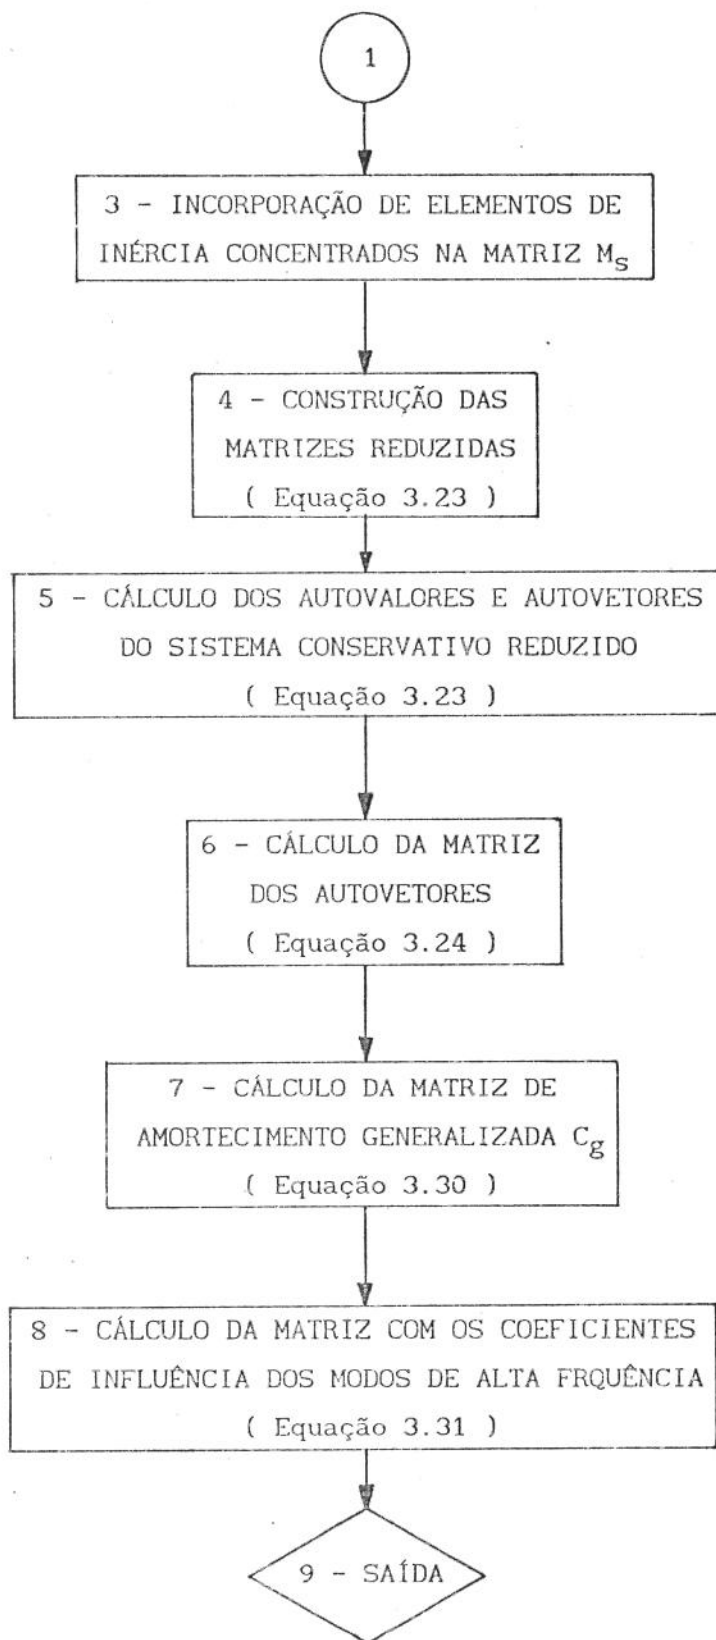 1
3 - INCORPORAÇÃO DE ELEMENTOS DE
INÉRCIA CONCENTRADOS NA MATRIZ Ms
4 - CONSTRUÇÃO DAS
MATRIZES REDUZIDAS
( Equação 3.23 )
5 - CÁLCULO DOS AUTOVALORES E AUTOVETORES
DO SISTEMA CONSERVATIVO REDUZIDO
( Equação 3.23 )
6 - CÁLCULO DA MATRIZ
DOS AUTOVETORES
( Equação 3.24 )
7 - CÁLCULO DA MATRIZ DE
AMORTECIMENTO GENERALIZADA Cg
( Equação 3.30 )
8 - CÁLCULO DA MATRIZ COM OS COEFICIENTES
DE INFLUÊNCIA DOS MODOS DE ALTA FRQUÊNCIA
( Equação 3.31 )
9 - SAÍDA